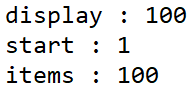 display : 100
start : 1
items : 100